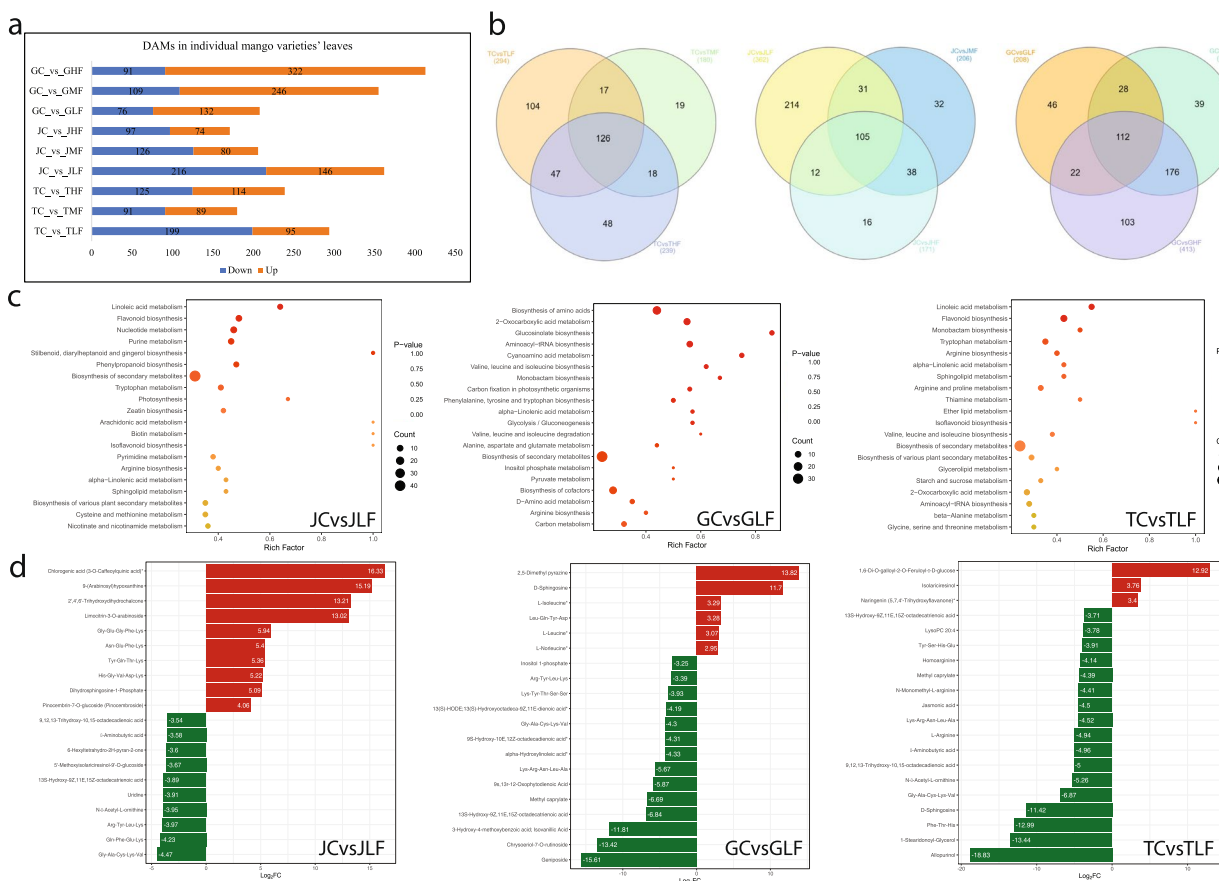 a
DAMs in individual mango varieties' leaves
GC_vs_GHF 91 322
GC_vs_GMF 109 246
GC_vs_GLF 76 132
JC_vs_JHF 97 74
JC_vs_JMF 126 80
JC_vs_JLF 216 146
TC_vs_THF 125 114
TC_vs_TMF 91 89
TC_vs_TLF 199 95
0 50 100 150 200 250 300 350 400 450
Down Up
b
TCvsTLF
(294)
TCvsTMF
(180)
104
17
19
126
47
18
48
TCvsTHF
(239)
JCvsJLF
(362)
JCvsJMF
(206)
214
31
32
105
12
38
16
JCvsJHF
(171)
GCvsGLF
(208)
46
28
39
112
22
176
103
GCvsGHF
(413)
c
Linoleic acid metabolism
Flavonoid biosynthesis
Nucleotide metabolism
Purine metabolism
Stilbenoid, diarylheptanoid and gingerol biosynthesis
Phenylpropanoid biosynthesis
Biosynthesis of secondary metabolites
Tryptophan metabolism
Photosynthesis
Zeatin biosynthesis
Arachidonic acid metabolism
Biotin metabolism
Isoflavonoid biosynthesis
Pyrimidine metabolism
Arginine biosynthesis
alpha-Linolenic acid metabolism
Sphingolipid metabolism
Biosynthesis of various plant secondary metabolites
Cysteine and methionine metabolism
Nicotinate and nicotinamide metabolism
0.4 0.6 0.8 1.0
Rich Factor
P-value
1.00
0.75
0.50
0.25
0.00
Count
10
20
30
40
JCvsJLF
Biosynthesis of amino acids
2-Oxocarboxylic acid metabolism
Glucosinolate biosynthesis
Aminoacyl-tRNA biosynthesis
Cyanoamino acid metabolism
Valine, leucine and isoleucine biosynthesis
Monobactam biosynthesis
Carbon fixation in photosynthetic organisms
Phenylalanine, tyrosine and tryptophan biosynthesis
alpha-Linolenic acid metabolism
Glycolysis / Gluconeogenesis
Valine, leucine and isoleucine degradation
Alanine, aspartate and glutamate metabolism
Biosynthesis of secondary metabolites
Inositol phosphate metabolism
Pyruvate metabolism
Biosynthesis of cofactors
D-Amino acid metabolism
Arginine biosynthesis
Carbon metabolism
0.4 0.6 0.8
Rich Factor
P-value
1.00
0.75
0.50
0.25
0.00
Count
10
20
30
GCvsGLF
Linoleic acid metabolism
Flavonoid biosynthesis
Monobactam biosynthesis
Tryptophan metabolism
Arginine biosynthesis
alpha-Linolenic acid metabolism
Sphingolipid metabolism
Arginine and proline metabolism
Thiamine metabolism
Ether lipid metabolism
Isoflavonoid biosynthesis
Valine, leucine and isoleucine biosynthesis
Biosynthesis of secondary metabolites
Biosynthesis of various plant secondary metabolites
Glycerolipid metabolism
Starch and sucrose metabolism
2-Oxocarboxylic acid metabolism
Aminoacyl-tRNA biosynthesis
beta-Alanine metabolism
Glycine, serine and threonine metabolism
0.4 0.6 0.8 1.0
Rich Factor
TCvsTLF
d
Chlorogenic acid (3-O-Caffeoylquinic acid)* 16.33
9-(Arabinosyl)hypoxanthine 15.19
2',4',6'-Trihydroxydihydrochalcone 13.21
Limocitrin-3-O-arabinoside 13.02
Gly-Glu-Gly-Phe-Lys 5.94
Asn-Glu-Phe-Lys 5.4
Tyr-Gln-Thr-Lys 5.36
His-Gly-Val-Asp-Lys 5.22
Dihydrosphingosine-1-Phosphate 5.09
Pinocembrin-7-O-glucoside (Pinocembroside) 4.06
9,12,13-Trihydroxy-10,15-octadecadienoic acid -3.54
-3.58
6-Hexyltetrahydro-2H-pyran-2-one -3.6
5'-Methoxyisolariciresinol-9'-O-glucoside -3.67
13S-Hydroxy-9Z,11E,15Z-octadecatrienoic acid -3.89
Uridine -3.91
-3.95
Arg-Tyr-Leu-Lys -3.97
Gln-Phe-Glu-Lys -4.23
Gly-Ala-Cys-Lys-Val -4.47
-5 0 5 10 15
Log2FC
JCvsJLF
2,5-Dimethyl pyrazine 13.82
D-Sphingosine 11.7
L-Isoleucine* 3.29
Leu-Gln-Tyr-Asp 3.28
L-Leucine* 3.07
L-Norleucine* 2.95
Inositol 1-phosphate -3.25
Arg-Tyr-Leu-Lys -3.39
Lys-Tyr-Thr-Ser-Ser -3.93
13(S)-HODE;13(S)-Hydroxyoctadeca-9Z,11E-dienoic acid* -4.19
Gly-Ala-Cys-Lys-Val -4.3
9S-Hydroxy-10E,12Z-octadecadienoic acid* -4.31
alpha-Hydroxylinoleic acid* -4.33
Lys-Arg-Asn-Leu-Ala -5.67
-5.87
Methyl caprylate -6.69
13S-Hydroxy-9Z,11E,15Z-octadecatrienoic acid -6.84
3-Hydroxy-4-methoxybenzoic acid; Isovanillic Acid -11.81
Chrysoeriol-7-O-rutinoside -13.42
Geniposide -15.61
-10 0 10
Log2FC
GCvsGLF
1,6-Di-O-galloyl-2-O-Feruloyl-β-D-glucose 12.92
Isolariciresinol 3.76
Naringenin (5,7,4'-Trihydroxyflavanone)* 3.4
13S-Hydroxy-9Z,11E,15Z-octadecatrienoic acid -3.71
LysoPC 20:4 -3.78
Tyr-Ser-His-Glu -3.91
Homoarginine -4.14
Methyl caprylate -4.39
N-Monomethyl-L-arginine -4.41
Jasmonic acid -4.5
Lys-Arg-Asn-Leu-Ala -4.52
L-Arginine -4.94
-4.96
9,12,13-Trihydroxy-10,15-octadecadienoic acid -5
-5.26
Gly-Ala-Cys-Lys-Val -6.87
D-Sphingosine -11.42
Phe-Thr-His -12.99
1-Stearidonoyl-Glycerol -13.44
Allopurinol -18.83
-20 -10 0 10
Log2FC
TCvsTLF